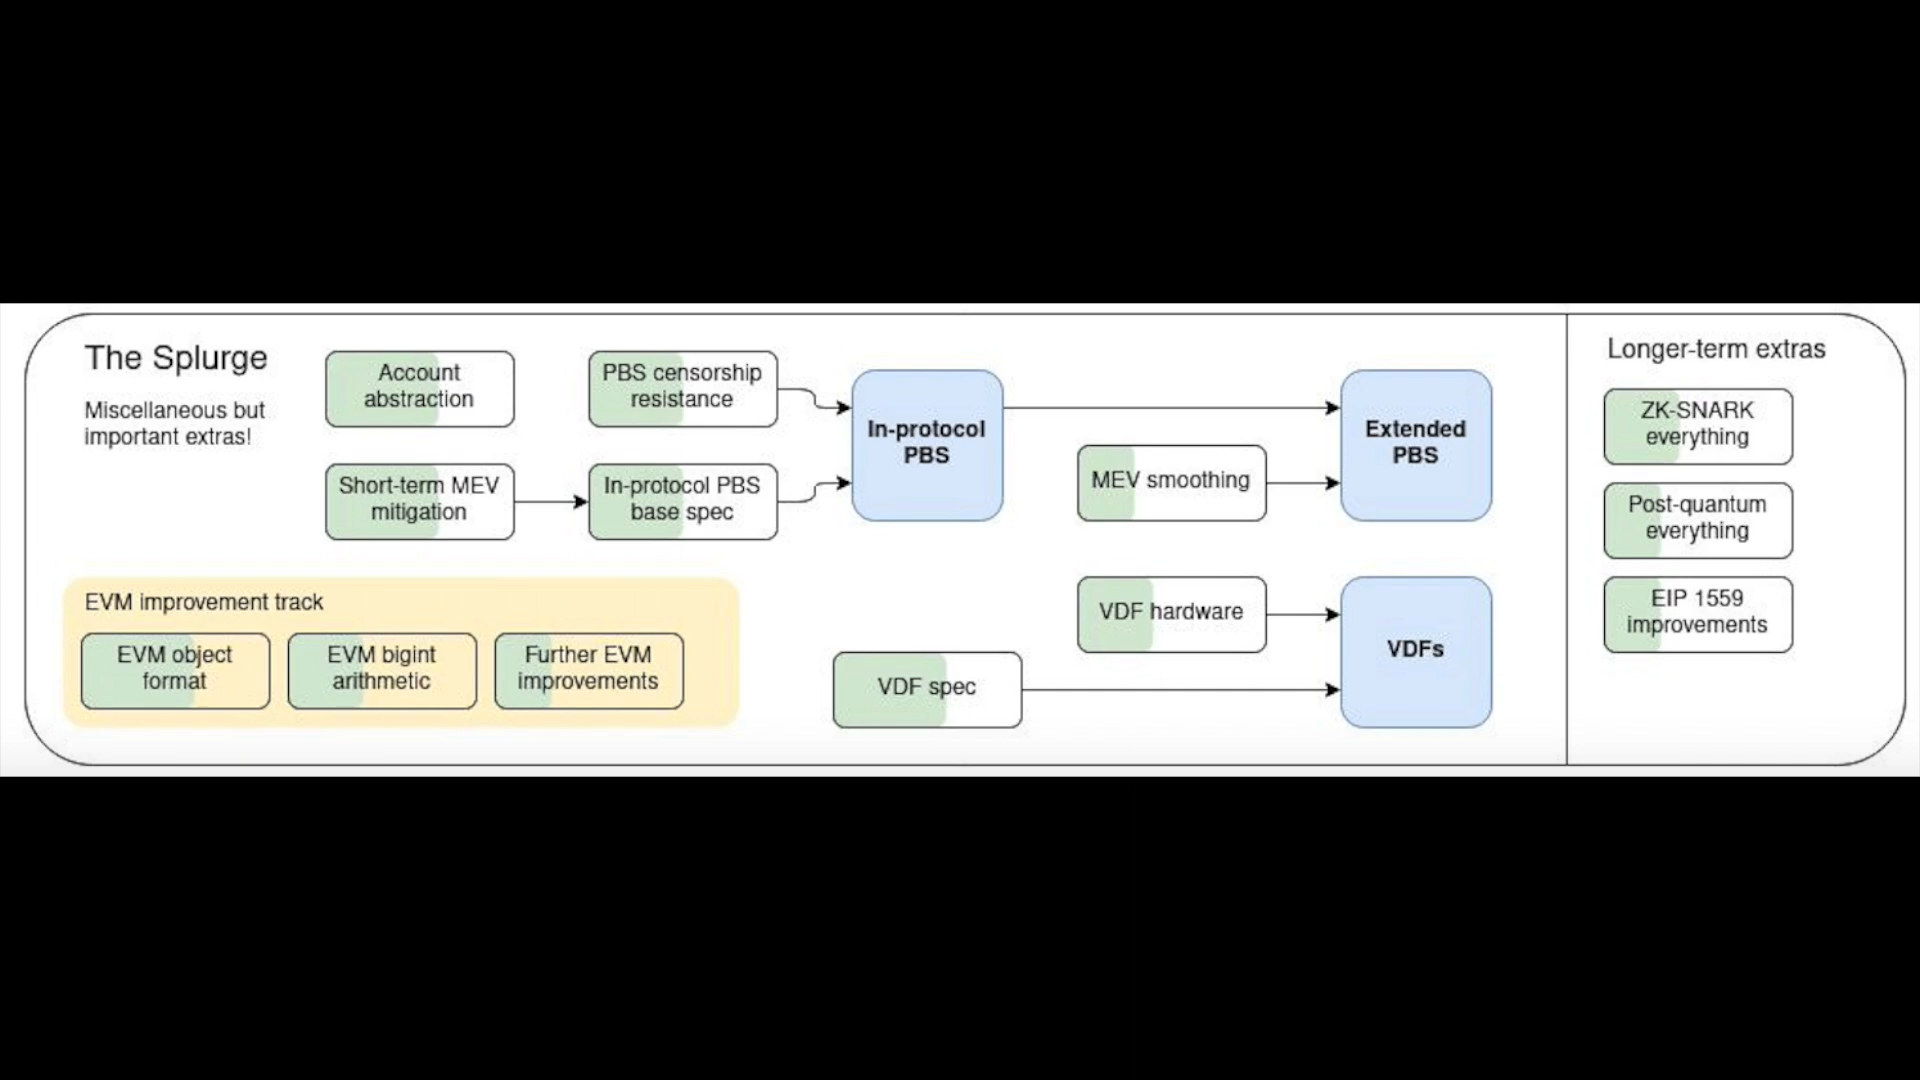 The Splurge
Miscellaneous but
important extras!
Account
abstraction
PBS censorship
resistance
Short-term MEV
mitigation
In-protocol PBS
base spec
In-protocol
PBS
MEV smoothing
Extended
PBS
EVM improvement track
EVM object
format
EVM bigint
arithmetic
Further EVM
improvements
VDF hardware
VDF spec
VDFs
Longer-term extras
ZK-SNARK
everything
Post-quantum
everything
EIP 1559
improvements